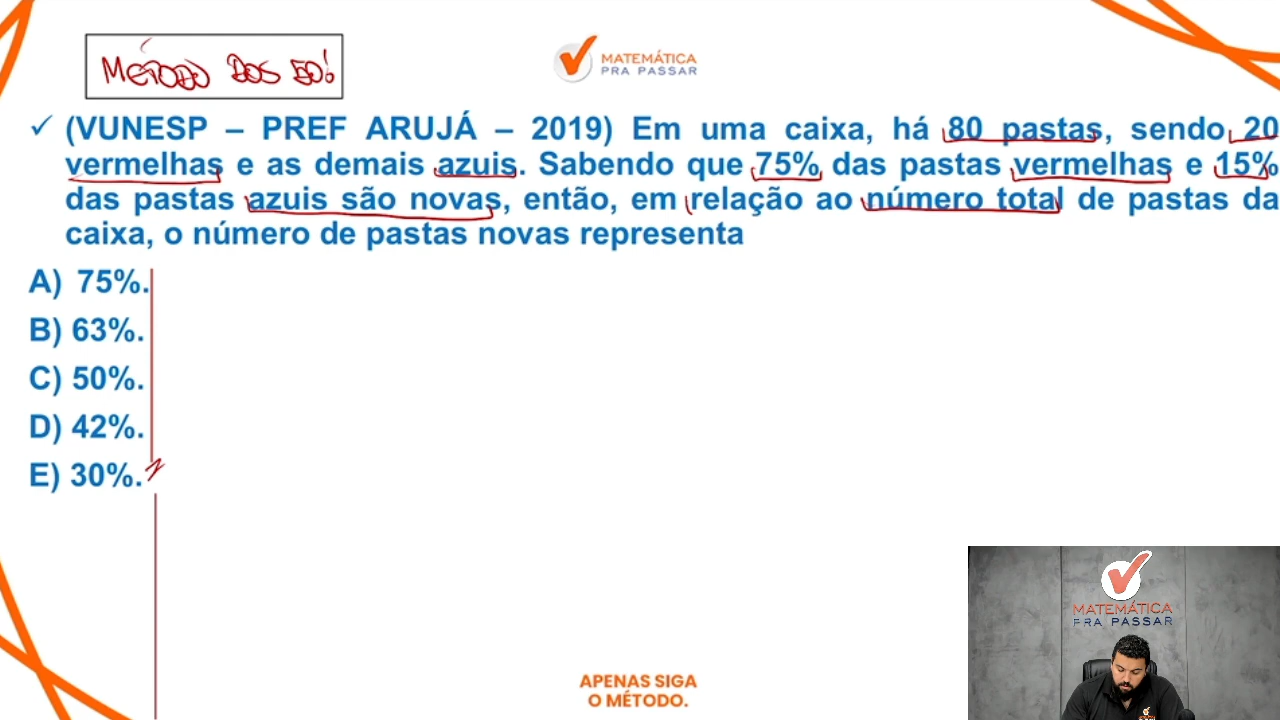 MÉTODO DOS 50!
MATEMÁTICA
PRA PASSAR
✓ (VUNESP – PREF ARUJÁ – 2019) Em uma caixa, há 80 pastas, sendo 20
vermelhas e as demais azuis. Sabendo que 75% das pastas vermelhas e 15%
das pastas azuis são novas, então, em relação ao número total de pastas da
caixa, o número de pastas novas representa
A) 75%.
B) 63%.
C) 50%.
D) 42%.
E) 30%.
MATEMÁTICA
PRA PASSAR
APENAS SIGA
O MÉTODO.